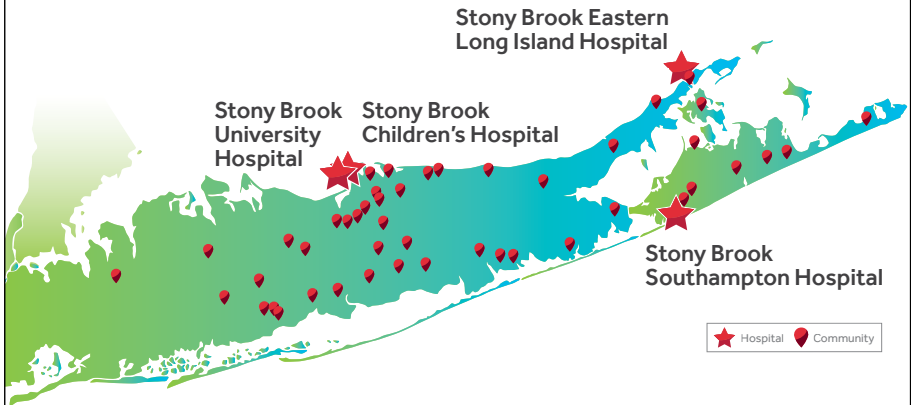 Stony Brook Eastern
Long Island Hospital
Stony Brook
University
Hospital
Stony Brook
Children's Hospital
Stony Brook
Southampton Hospital
Hospital
Community